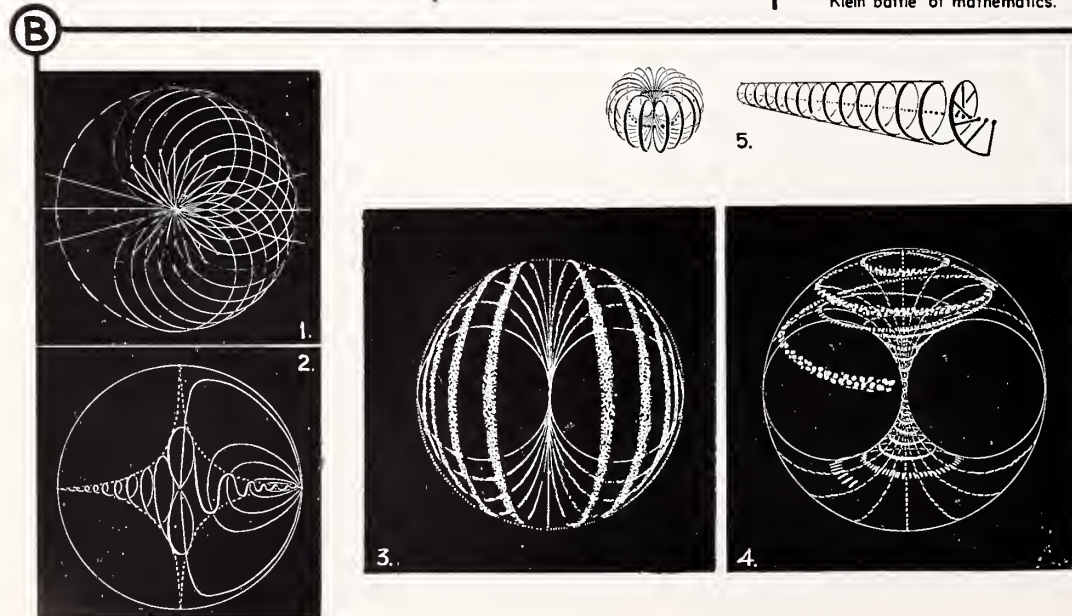 Klein bottle of mathematics.
B
1.
2.
3.
4.
5.